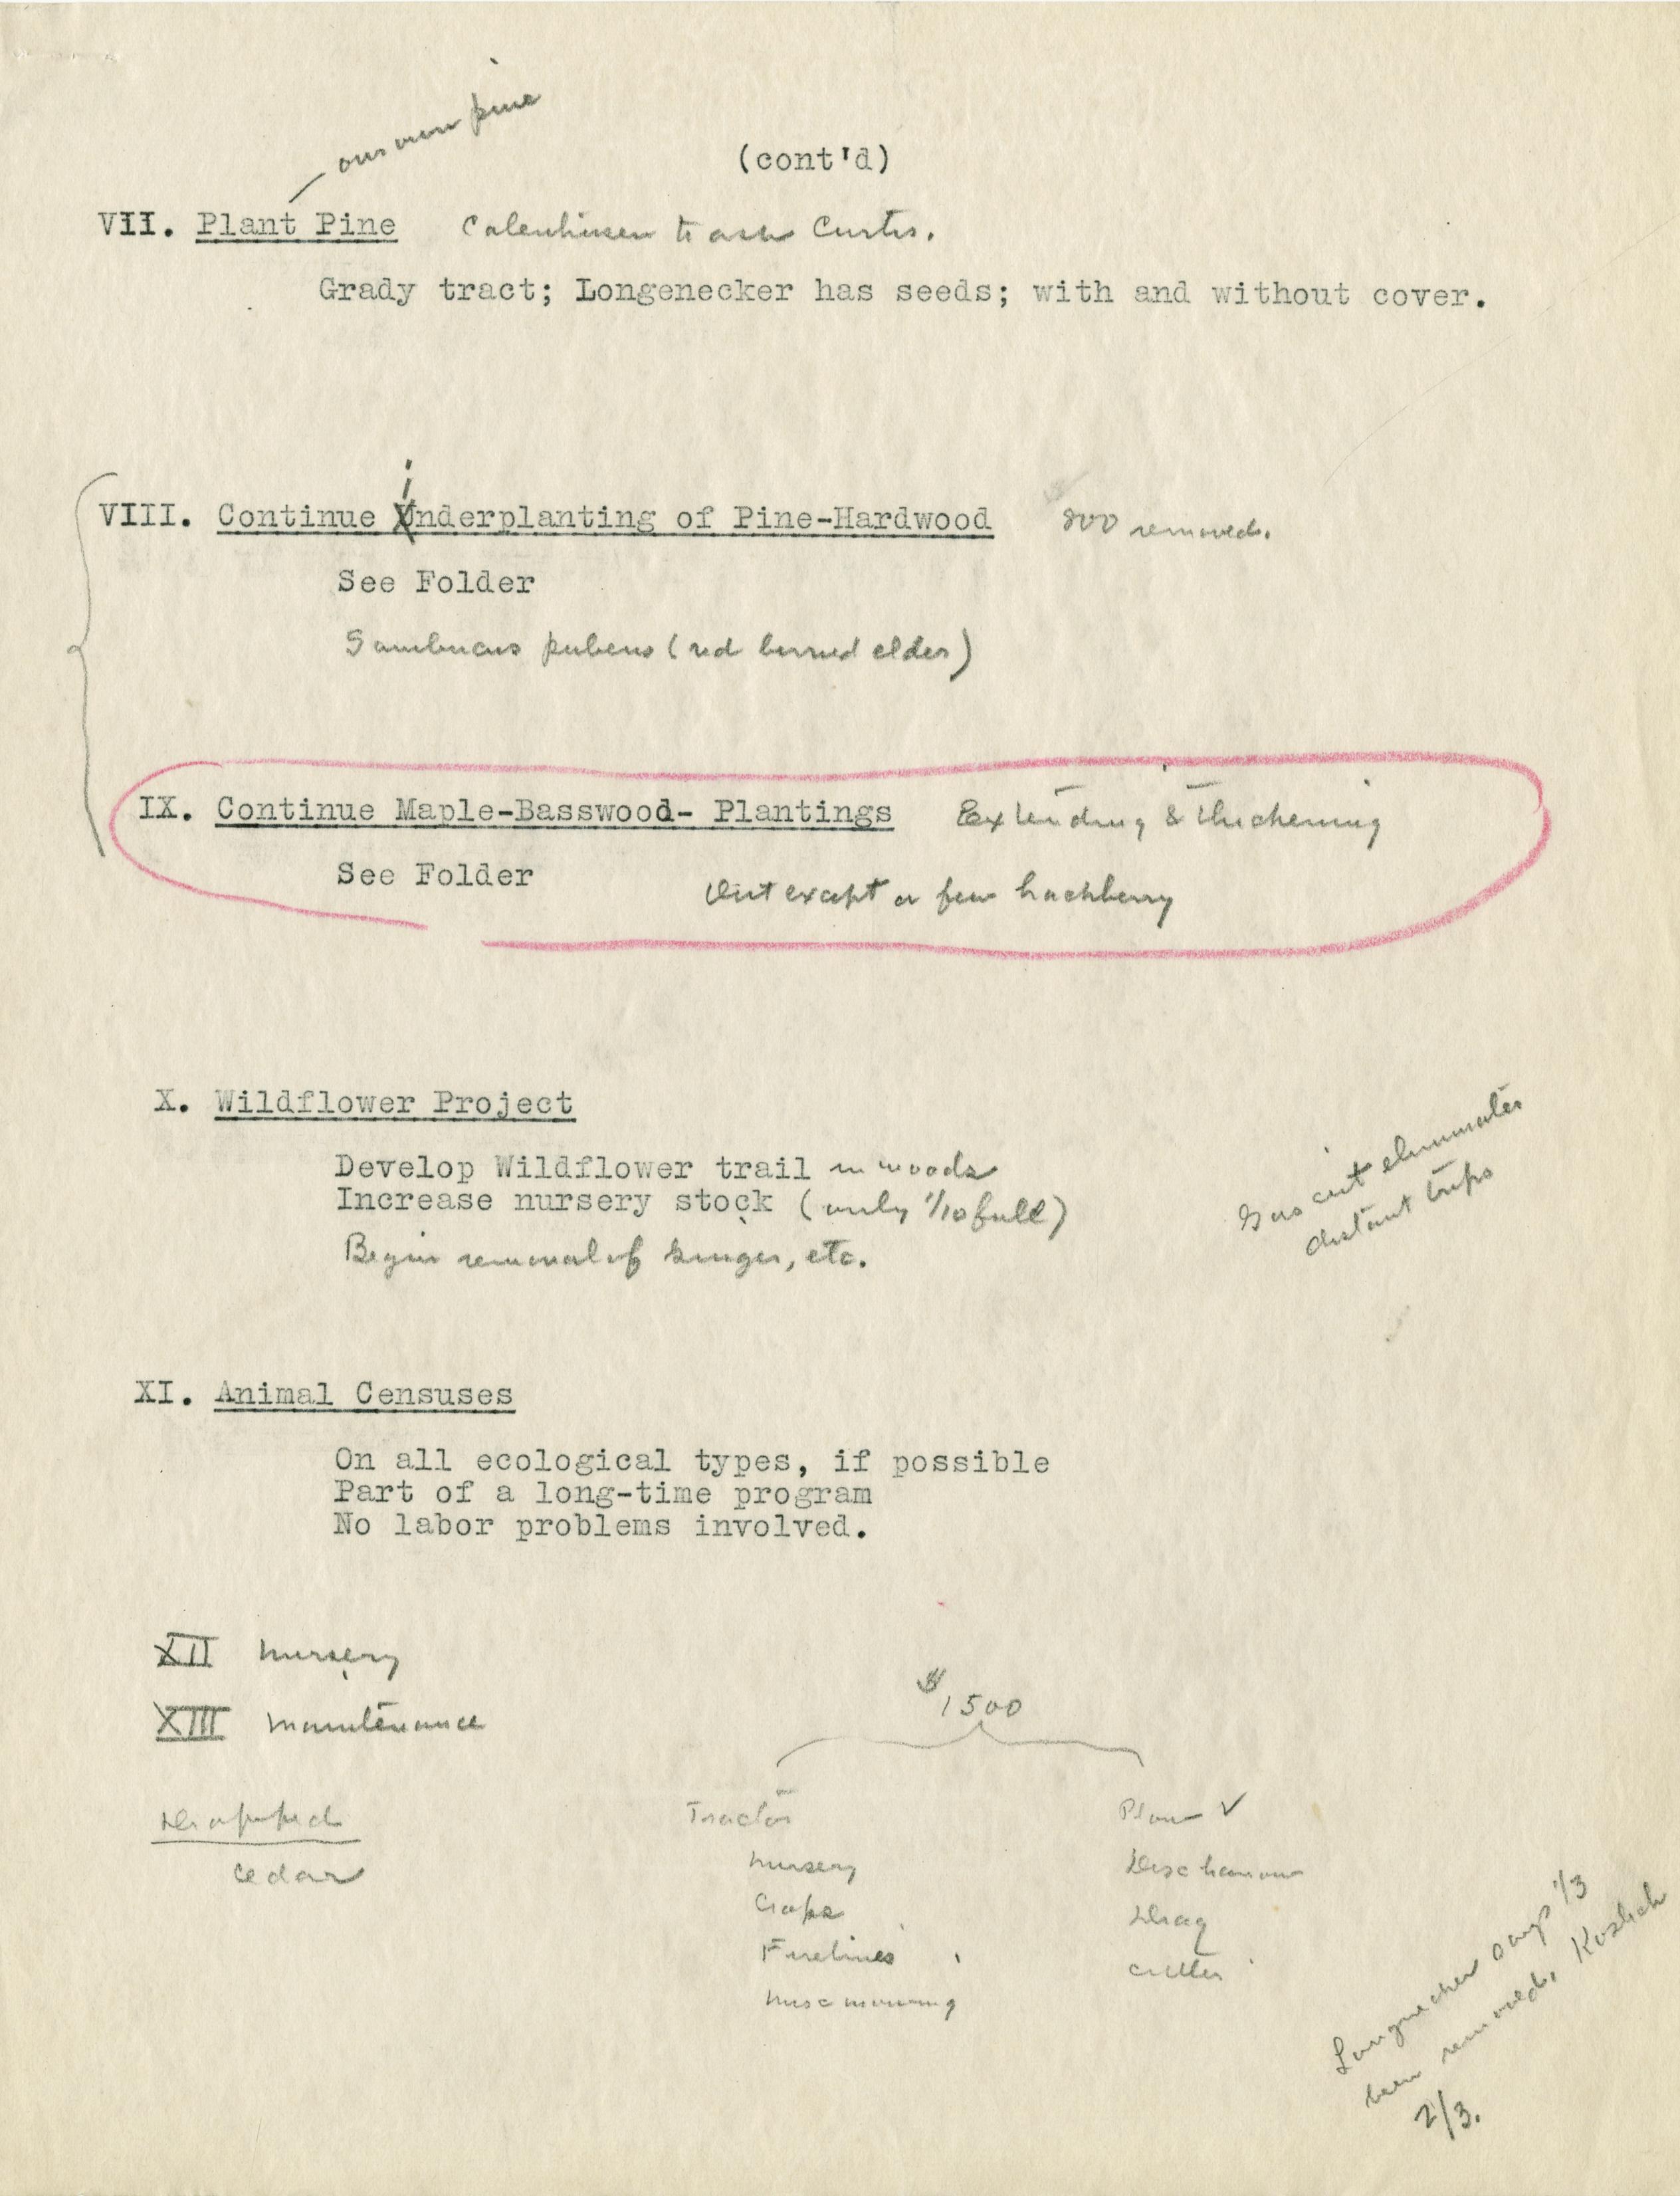 our own pine
(cont'd)
VII. Plant Pine to ask Curtis.
Grady tract; Longenecker has seeds; with and without cover.
VIII. Continue Underplanting of Pine-Hardwood 800 removed.
See Folder
Sambucus pubens (red berried elder)
IX. Continue Maple-Basswood- Plantings Extending & thickening
See Folder
Out except a few hackberry
X. Wildflower Project
Develop Wildflower trail in woods
Increase nursery stock (only 1/10 full)
Begin removal of ginger, etc.
Gas cut eliminates
distant trips
XI. Animal Censuses
On all ecological types, if possible
Part of a long-time program
No labor problems involved.
XII Nursery
XIII Maintenance
$1500
Dropped
Cedar
Tractor
Nursery
Crops
Firelines
Misc mowing
Plow ✓
Disc harrow
Drag
cutter
Longenecker says 1/3
been removed, Kozlik
2/3.